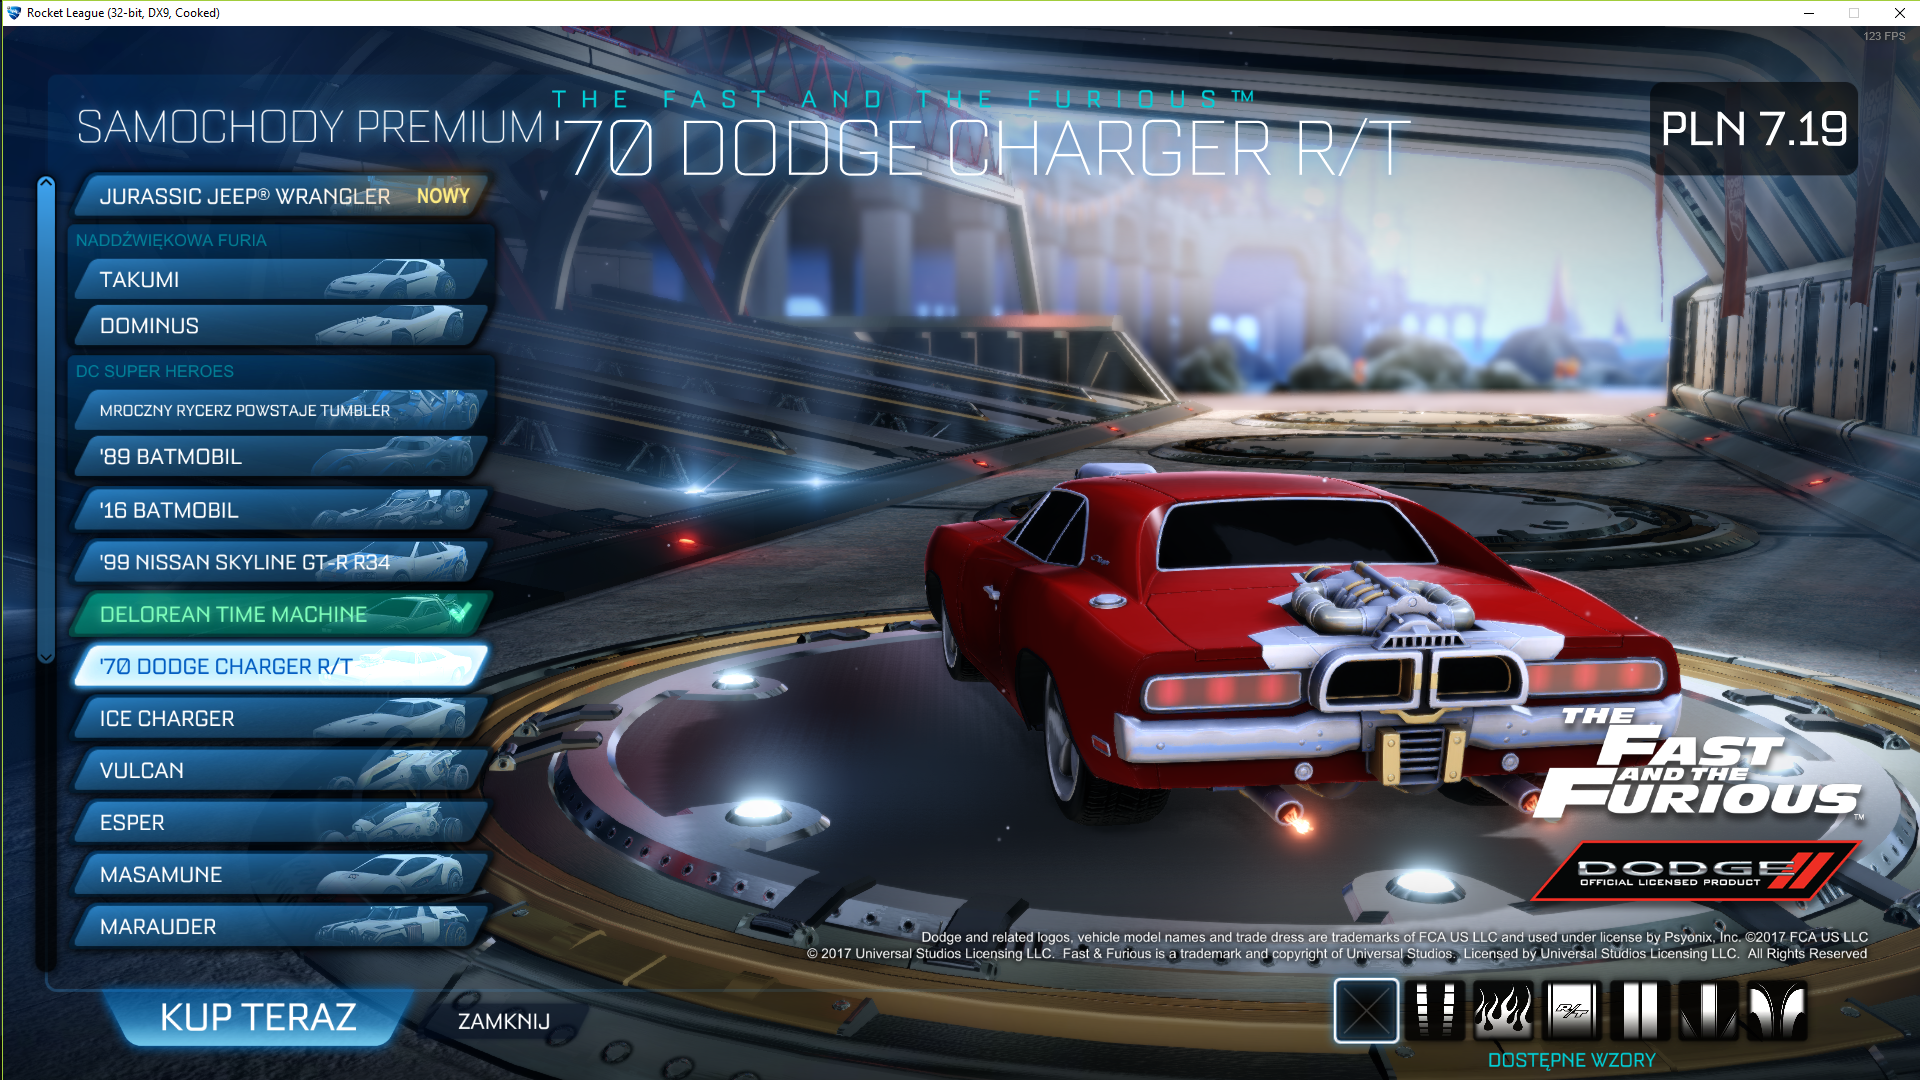 Rocket League (32-bit, DX9, Cooked)
123 FPS
THE FAST AND THE FURIOUS™
SAMOCHODY PREMIUM
'70 DODGE CHARGER R/T
PLN 7.19
JURASSIC JEEP® WRANGLER NOWY
NADDŹWIĘKOWA FURIA
TAKUMI
DOMINUS
DC SUPER HEROES
MROCZNY RYCERZ POWSTAJE TUMBLER
'89 BATMOBIL
'16 BATMOBIL
'99 NISSAN SKYLINE GT-R R34
DELOREAN TIME MACHINE
'70 DODGE CHARGER R/T
ICE CHARGER
VULCAN
ESPER
MASAMUNE
MARAUDER
THE
FAST
AND THE
FURIOUS™
DODGE
OFFICIAL LICENSED PRODUCT
Dodge and related logos, vehicle model names and trade dress are trademarks of FCA US LLC and used under license by Psyonix, Inc. ©2017 FCA US LLC
© 2017 Universal Studios Licensing LLC. Fast & Furious is a trademark and copyright of Universal Studios. Licensed by Universal Studios Licensing LLC. All Rights Reserved
KUP TERAZ
ZAMKNIJ
R/T
DOSTĘPNE WZORY